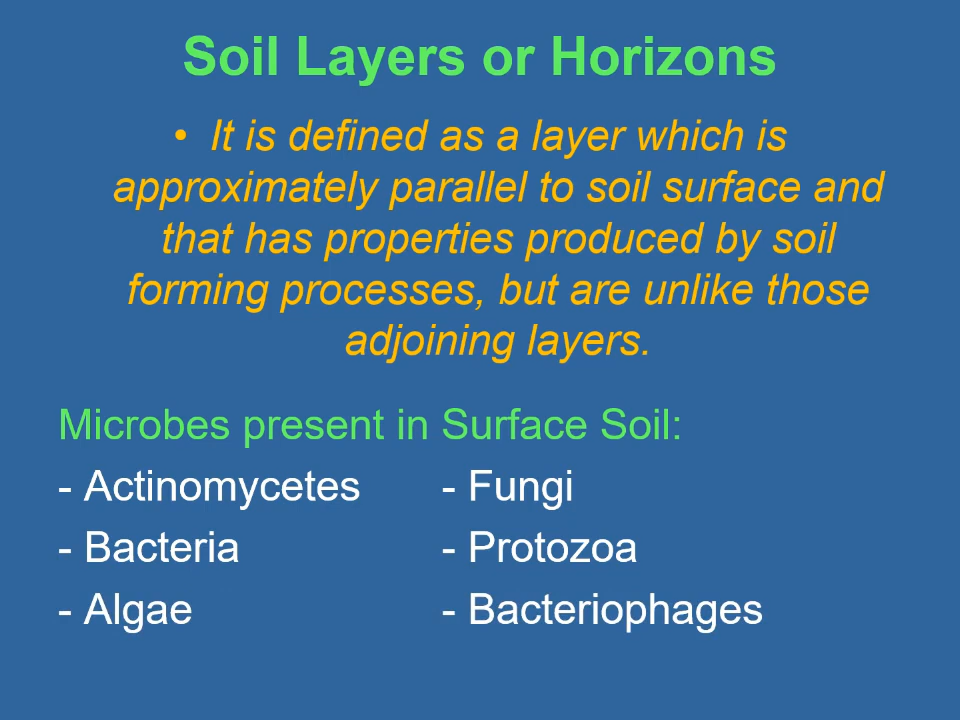 Soil Layers or Horizons
• It is defined as a layer which is
approximately parallel to soil surface and
that has properties produced by soil
forming processes, but are unlike those
adjoining layers.
Microbes present in Surface Soil:
- Actinomycetes - Fungi
- Bacteria - Protozoa
- Algae - Bacteriophages